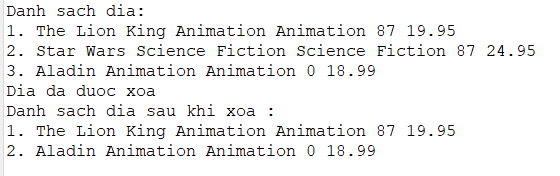 Danh sach dia:
1. The Lion King Animation Animation 87 19.95
2. Star Wars Science Fiction Science Fiction 87 24.95
3. Aladin Animation Animation 0 18.99
Dia da duoc xoa
Danh sach dia sau khi xoa :
1. The Lion King Animation Animation 87 19.95
2. Aladin Animation Animation 0 18.99